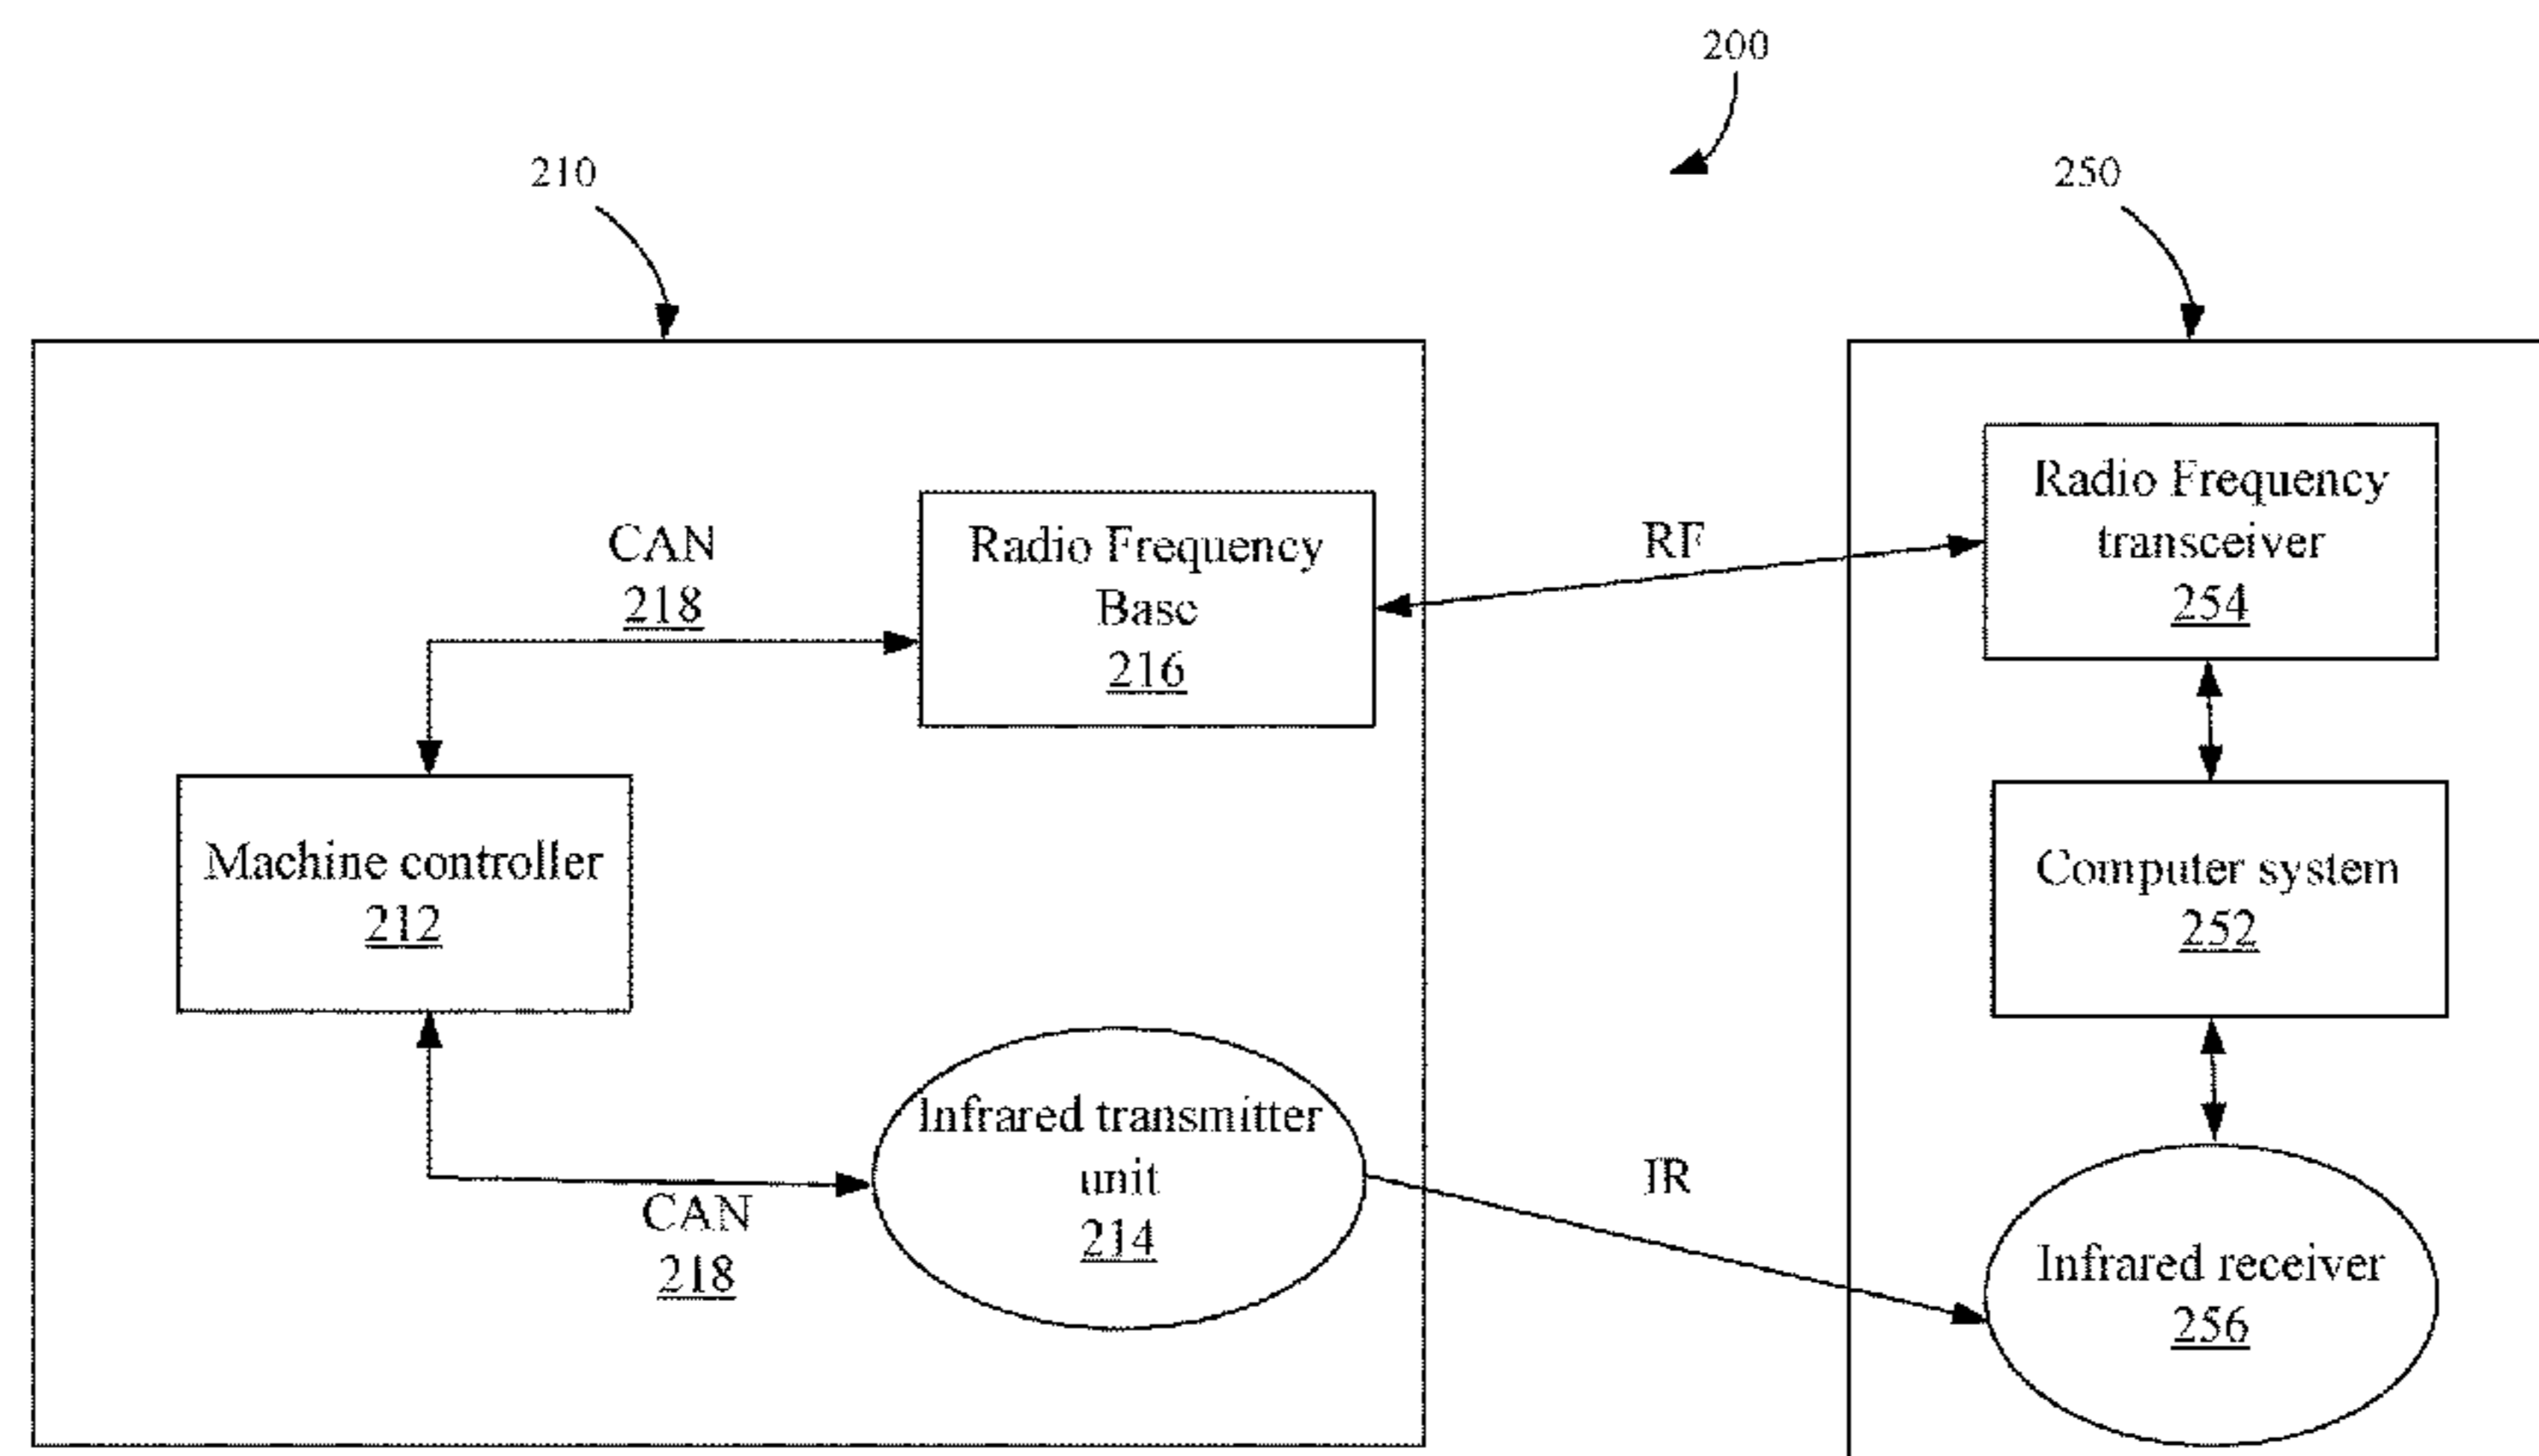 200
210
250
CAN
218
Radio Frequency
Base
216
RF
Radio Frequency
transceiver
254
Machine controller
212
Computer system
252
Infrared transmitter
unit
214
CAN
218
IR
Infrared receiver
256